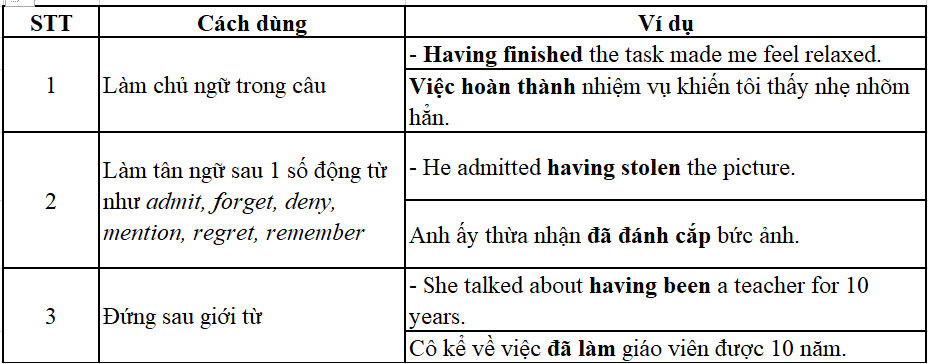 STT Cách dùng Ví dụ
1 Làm chủ ngữ trong câu
- Having finished the task made me feel relaxed.
Việc hoàn thành nhiệm vụ khiến tôi thấy nhẹ nhõm
hẳn.
2 Làm tân ngữ sau 1 số động từ
như admit, forget, deny,
mention, regret, remember
- He admitted having stolen the picture.
Anh ấy thừa nhận đã đánh cắp bức ảnh.
3 Đứng sau giới từ
- She talked about having been a teacher for 10
years.
Cô kể về việc đã làm giáo viên được 10 năm.